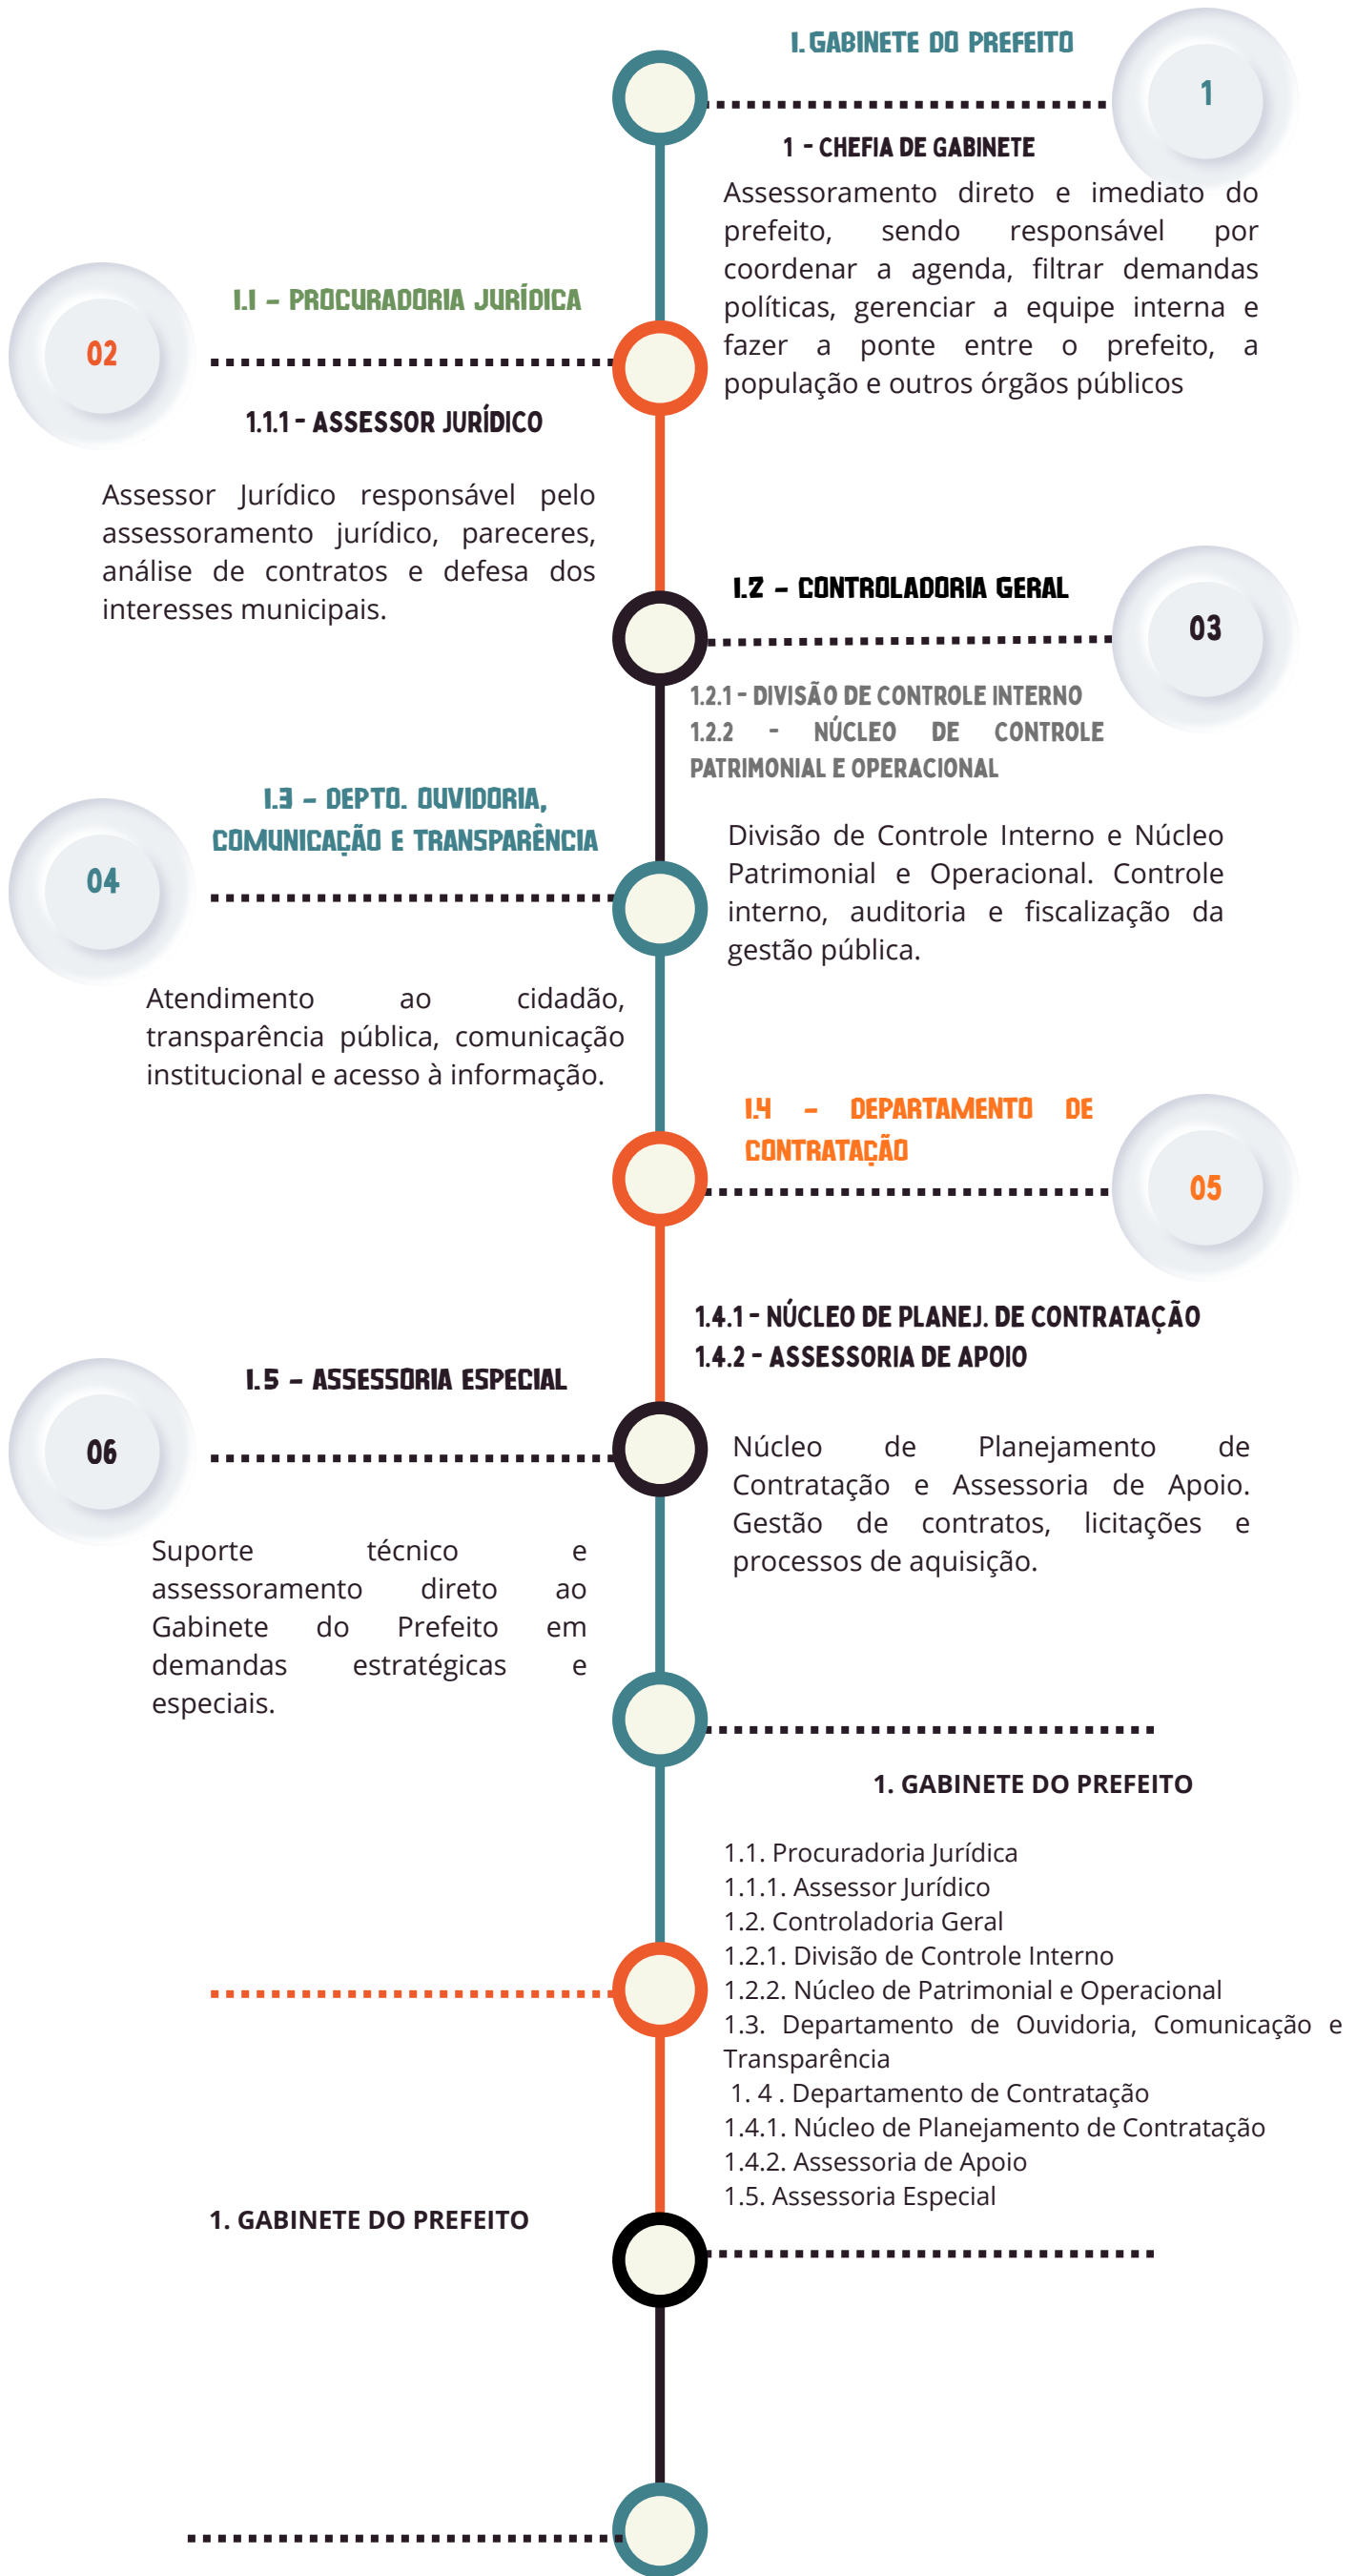 1. GABINETE DO PREFEITO
1
1 - CHEFIA DE GABINETE
Assessoramento direto e imediato do
prefeito, sendo responsável por
coordenar a agenda, filtrar demandas
políticas, gerenciar a equipe interna e
fazer a ponte entre o prefeito, a
população e outros órgãos públicos
1.1 - PROCURADORIA JURÍDICA
02
1.1.1 - ASSESSOR JURÍDICO
Assessor Jurídico responsável pelo
assessoramento jurídico, pareceres,
análise de contratos e defesa dos
interesses municipais.
1.2 - CONTROLADORIA GERAL
03
1.2.1 - DIVISÃO DE CONTROLE INTERNO
1.2.2 - NÚCLEO DE CONTROLE
PATRIMONIAL E OPERACIONAL
Divisão de Controle Interno e Núcleo
Patrimonial e Operacional. Controle
interno, auditoria e fiscalização da
gestão pública.
1.3 - DEPTO. OUVIDORIA,
COMUNICAÇÃO E TRANSPARÊNCIA
04
Atendimento ao cidadão,
transparência pública, comunicação
institucional e acesso à informação.
1.4 - DEPARTAMENTO DE
CONTRATAÇÃO
05
1.4.1 - NÚCLEO DE PLANEJ. DE CONTRATAÇÃO
1.4.2 - ASSESSORIA DE APOIO
Núcleo de Planejamento de
Contratação e Assessoria de Apoio.
Gestão de contratos, licitações e
processos de aquisição.
1.5 - ASSESSORIA ESPECIAL
06
Suporte técnico e
assessoramento direto ao
Gabinete do Prefeito em
demandas estratégicas e
especiais.
1. GABINETE DO PREFEITO
1.1. Procuradoria Jurídica
1.1.1. Assessor Jurídico
1.2. Controladoria Geral
1.2.1. Divisão de Controle Interno
1.2.2. Núcleo de Patrimonial e Operacional
1.3. Departamento de Ouvidoria, Comunicação e
Transparência
1. 4 . Departamento de Contratação
1.4.1. Núcleo de Planejamento de Contratação
1.4.2. Assessoria de Apoio
1.5. Assessoria Especial
1. GABINETE DO PREFEITO